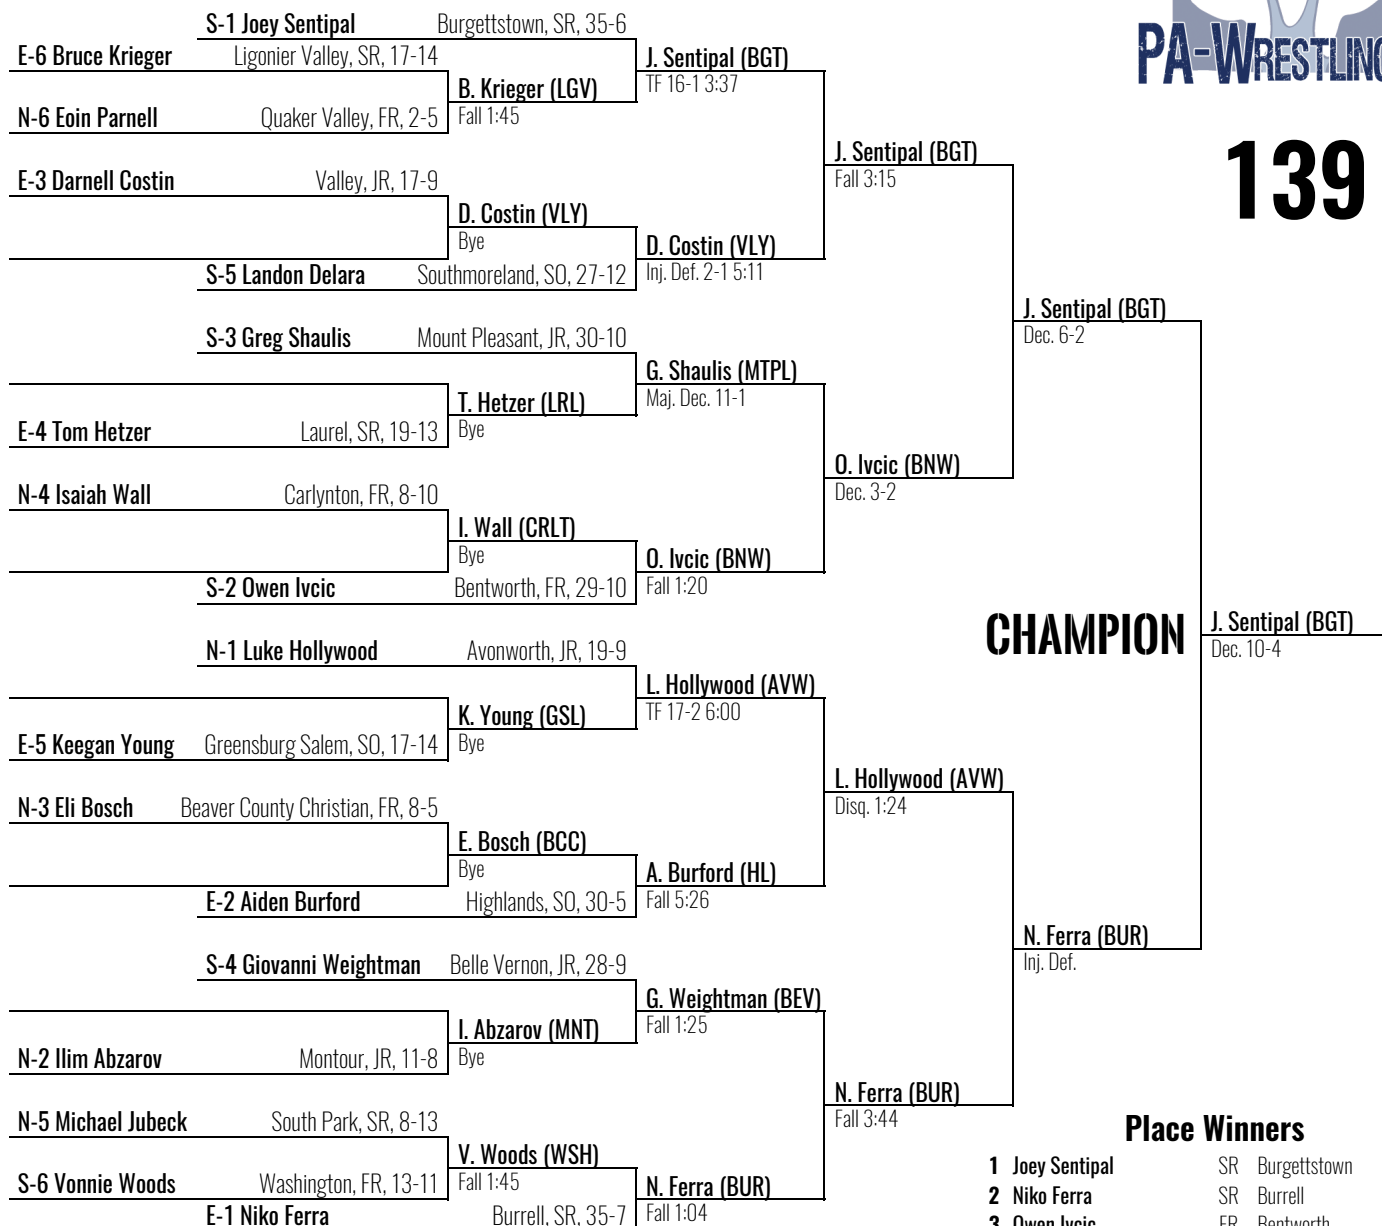 S-1 Joey Sentipal Burgettstown, SR, 35-6
E-6 Bruce Krieger Ligonier Valley, SR, 17-14
J. Sentipal (BGT)
TF 16-1 3:37
B. Krieger (LGV)
Fall 1:45
N-6 Eoin Parnell Quaker Valley, FR, 2-5
PA-WRESTLING
139
J. Sentipal (BGT)
Fall 3:15
E-3 Darnell Costin Valley, JR, 17-9
D. Costin (VLY)
Bye
D. Costin (VLY)
Inj. Def. 2-1 5:11
S-5 Landon Delara Southmoreland, SO, 27-12
J. Sentipal (BGT)
Dec. 6-2
S-3 Greg Shaulis Mount Pleasant, JR, 30-10
G. Shaulis (MTPL)
Maj. Dec. 11-1
T. Hetzer (LRL)
Bye
E-4 Tom Hetzer Laurel, SR, 19-13
O. Ivcic (BNW)
Dec. 3-2
N-4 Isaiah Wall Carlynton, FR, 8-10
I. Wall (CRLT)
Bye
O. Ivcic (BNW)
Fall 1:20
S-2 Owen Ivcic Bentworth, FR, 29-10
CHAMPION
J. Sentipal (BGT)
Dec. 10-4
N-1 Luke Hollywood Avonworth, JR, 19-9
L. Hollywood (AVW)
TF 17-2 6:00
K. Young (GSL)
Bye
E-5 Keegan Young Greensburg Salem, SO, 17-14
L. Hollywood (AVW)
Disq. 1:24
N-3 Eli Bosch Beaver County Christian, FR, 8-5
E. Bosch (BCC)
Bye
A. Burford (HL)
Fall 5:26
E-2 Aiden Burford Highlands, SO, 30-5
N. Ferra (BUR)
Inj. Def.
S-4 Giovanni Weightman Belle Vernon, JR, 28-9
G. Weightman (BEV)
Fall 1:25
I. Abzarov (MNT)
Bye
N-2 Ilim Abzarov Montour, JR, 11-8
N. Ferra (BUR)
Fall 3:44
N-5 Michael Jubeck South Park, SR, 8-13
V. Woods (WSH)
Fall 1:45
S-6 Vonnie Woods Washington, FR, 13-11
N. Ferra (BUR)
Fall 1:04
E-1 Niko Ferra Burrell, SR, 35-7
Place Winners
1 Joey Sentipal SR Burgettstown
2 Niko Ferra SR Burrell
3 Owen Ivcic FR Bentworth